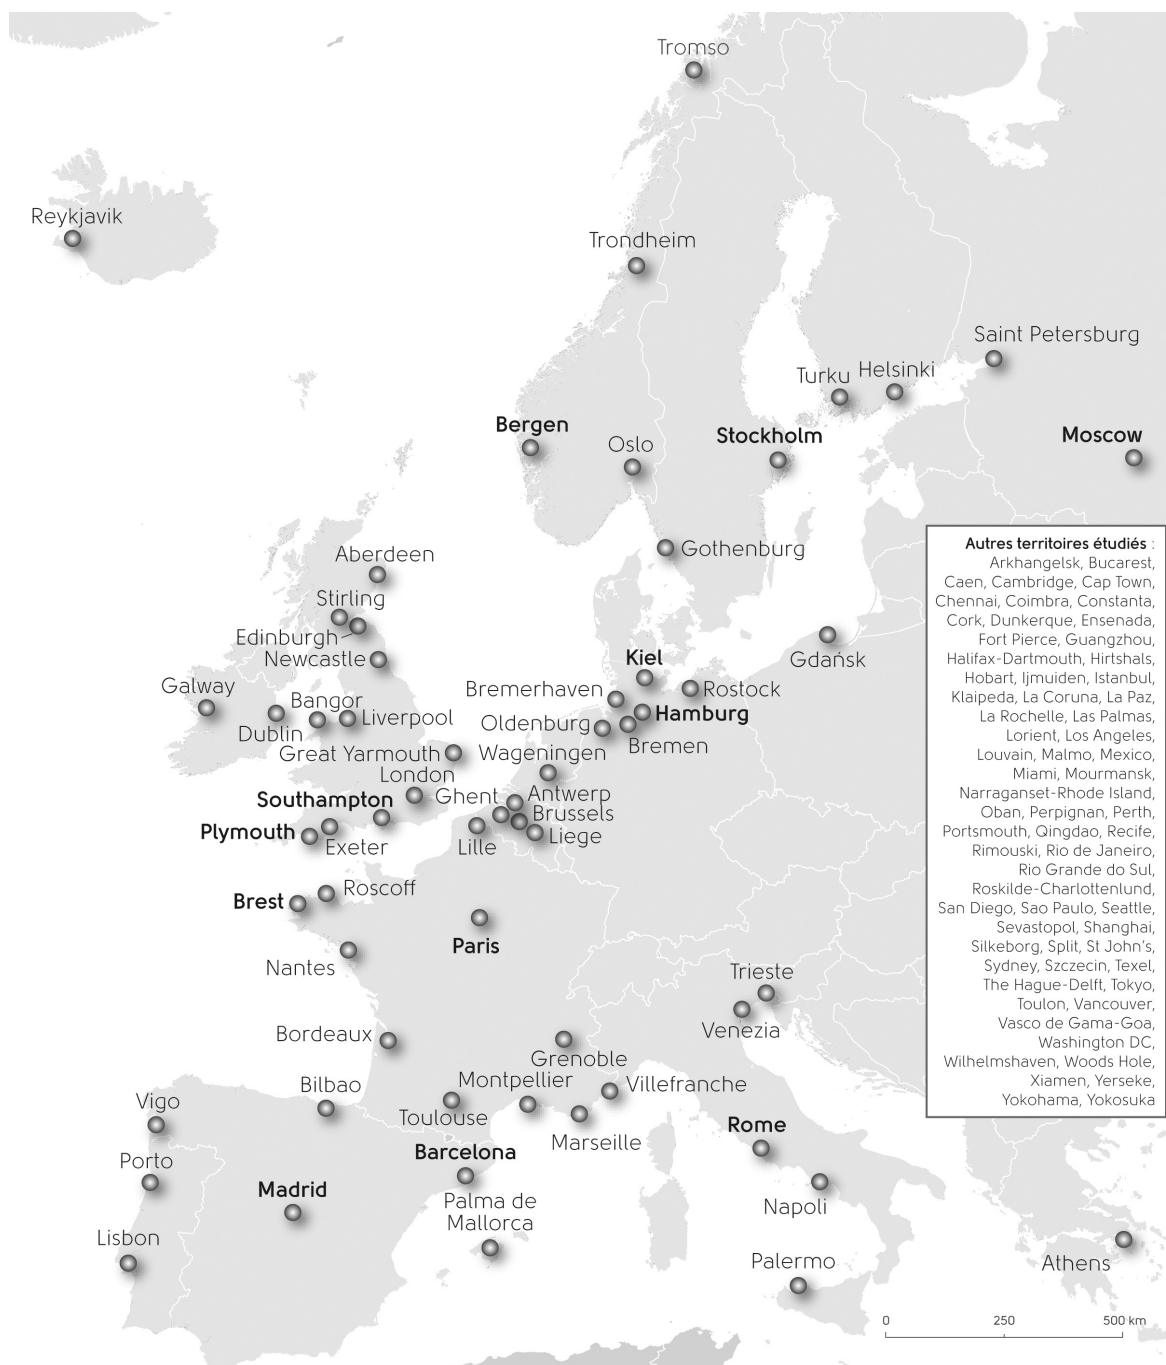 Tromso
Reykjavik
Trondheim
Saint Petersburg
Turku
Helsinki
Bergen
Oslo
Stockholm
Moscow
Gothenburg
Aberdeen
Stirling
Edinburgh
Newcastle
Gdańsk
Kiel
Galway
Bremerhaven
Rostock
Bangor
Liverpool
Hamburg
Oldenburg
Dublin
Bremen
Great Yarmouth
Wageningen
London
Ghent
Antwerp
Southampton
Brussels
Plymouth
Liege
Exeter
Lille
Roscoff
Brest
Paris
Nantes
Trieste
Venezia
Bordeaux
Grenoble
Bilbao
Montpellier
Villefranche
Vigo
Toulouse
Rome
Marseille
Barcelona
Porto
Madrid
Palma de
Mallorca
Napoli
Lisbon
Palermo
Athens
Autres territoires étudiés :
Arkhangelsk, Bucarest,
Caen, Cambridge, Cap Town,
Chennai, Coimbra, Constanta,
Cork, Dunkerque, Ensenada,
Fort Pierce, Guangzhou,
Halifax-Dartmouth, Hirtshals,
Hobart, Ijmuiden, Istanbul,
Klaipeda, La Coruna, La Paz,
La Rochelle, Las Palmas,
Lorient, Los Angeles,
Louvain, Malmo, Mexico,
Miami, Mourmansk,
Narraganset-Rhode Island,
Oban, Perpignan, Perth,
Portsmouth, Qingdao, Recife,
Rimouski, Rio de Janeiro,
Rio Grande do Sul,
Roskilde-Charlottenlund,
San Diego, Sao Paulo, Seattle,
Sevastopol, Shanghai,
Silkeborg, Split, St John's,
Sydney, Szczecin, Texel,
The Hague-Delft, Tokyo,
Toulon, Vancouver,
Vasco de Gama-Goa,
Washington DC,
Wilhelmshaven, Woods Hole,
Xiamen, Yerseke,
Yokohama, Yokosuka
0 250 500 km